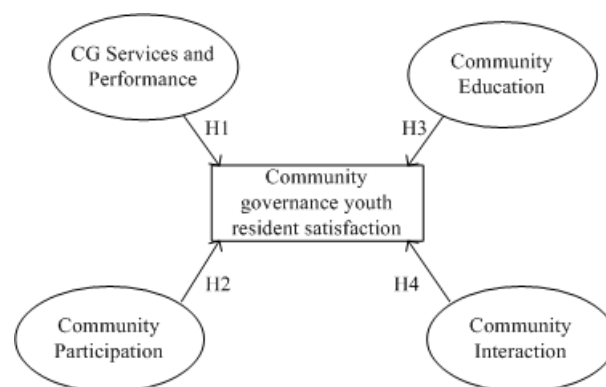 CG Services and
Performance
Community
Education
H1
H3
Community
governance youth
resident satisfaction
H2
H4
Community
Participation
Community
Interaction